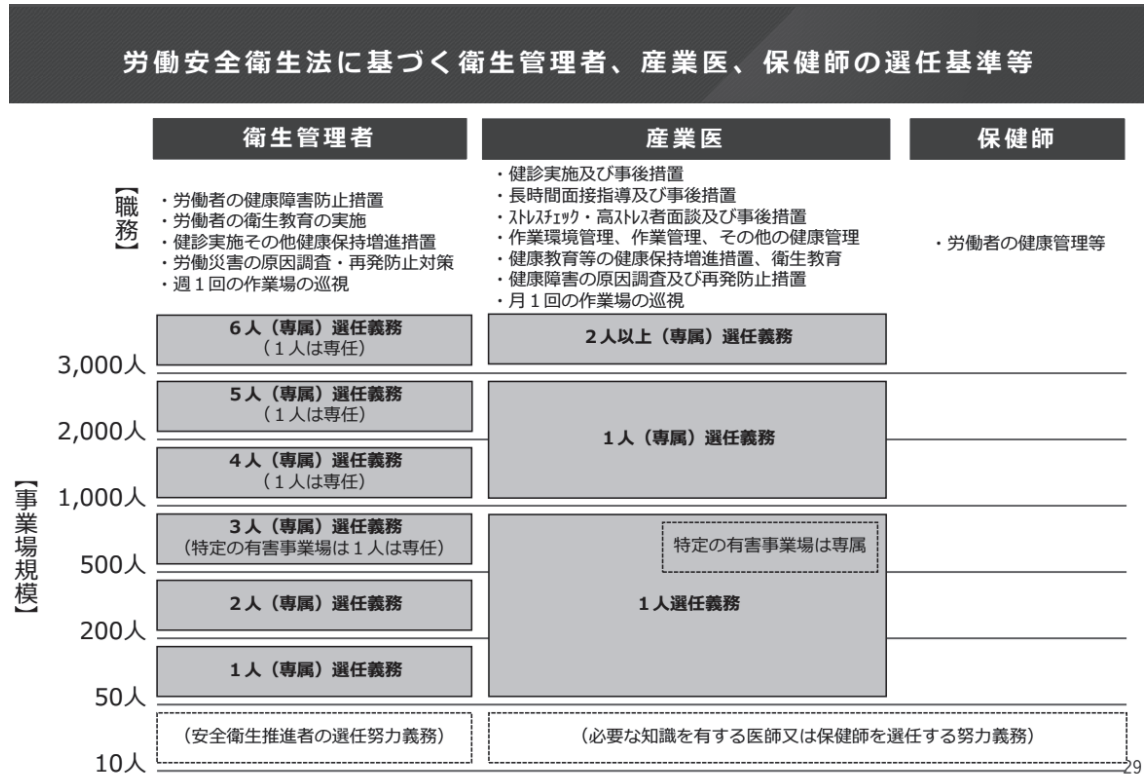 労働安全衛生法に基づく衛生管理者、産業医、保健師の選任基準等
衛生管理者
産業医
保健師
【職務】
・労働者の健康障害防止措置
・労働者の衛生教育の実施
・健診実施その他健康保持増進措置
・労働災害の原因調査・再発防止対策
・週１回の作業場の巡視
・健診実施及び事後措置
・長時間面接指導及び事後措置
・ｽﾄﾚｽﾁｪｯｸ・高ｽﾄﾚｽ者面談及び事後措置
・作業環境管理、作業管理、その他の健康管理
・健康教育等の健康保持増進措置、衛生教育
・健康障害の原因調査及び再発防止措置
・月１回の作業場の巡視
・労働者の健康管理等
【事業場規模】
６人（専属）選任義務
（１人は専任）
２人以上（専属）選任義務
3,000人
５人（専属）選任義務
（１人は専任）
１人（専属）選任義務
2,000人
４人（専属）選任義務
（１人は専任）
1,000人
３人（専属）選任義務
（特定の有害事業場は１人は専任）
特定の有害事業場は専属
500人
２人（専属）選任義務
１人選任義務
200人
１人（専属）選任義務
50人
（安全衛生推進者の選任努力義務）
（必要な知識を有する医師又は保健師を選任する努力義務）
10人
29